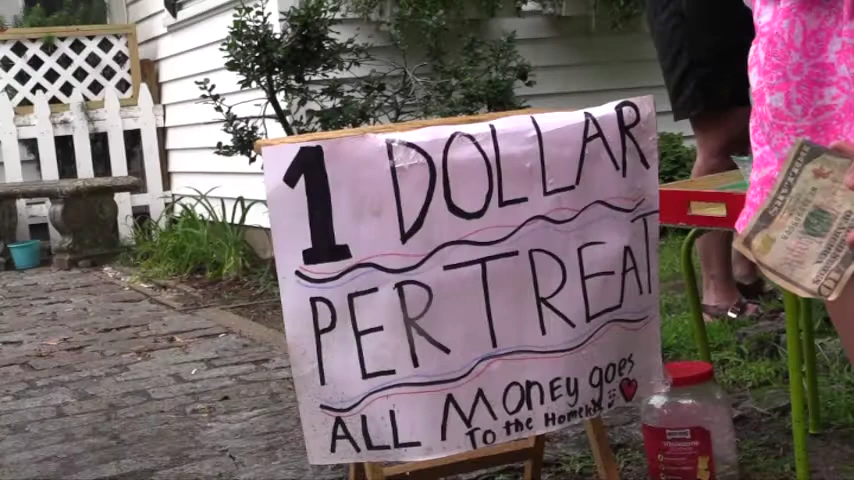 1 DOLLAR
PER TREAT
ALL Money goes
To the Homeless